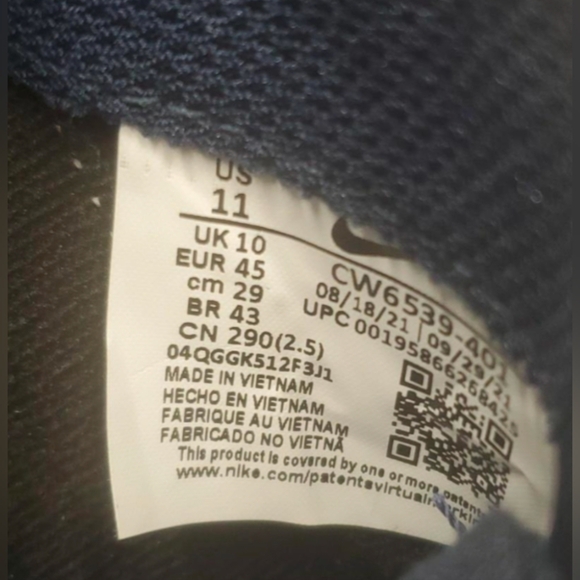 US
11
UK 10
EUR 45
cm 29
BR 43
CN 290(2.5)
04QGGK512F3J1
MADE IN VIETNAM
HECHO EN VIETNAM
FABRIQUE AU VIETNAM
FABRICADO NO VIETNÃ
This product is covered by one or more patents
www.nike.com/patents
CW6539-401
08/18/21 | 09/29/21
UPC